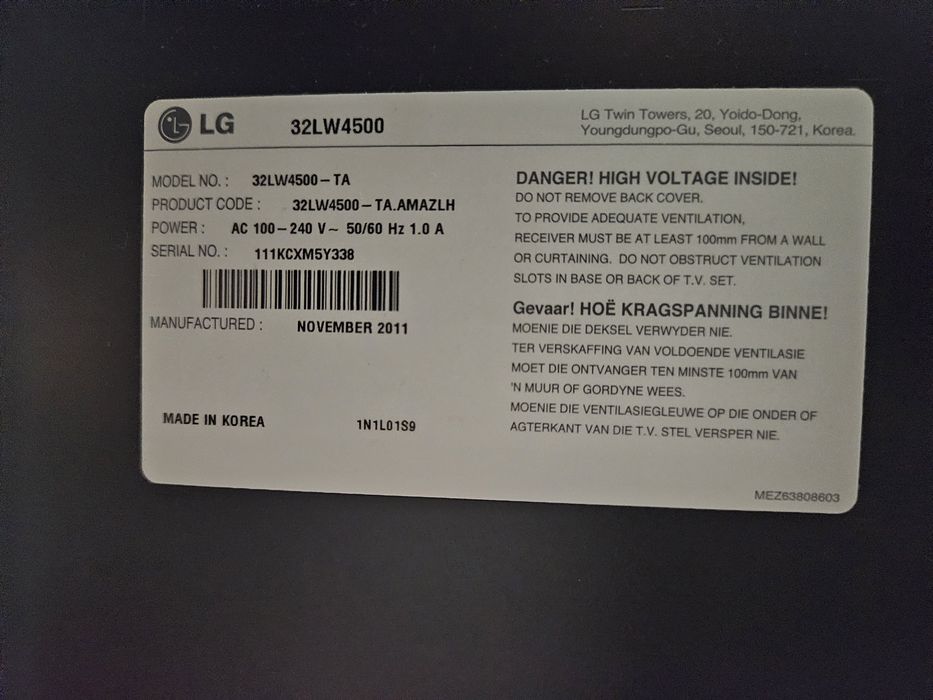 LG 32LW4500
LG Twin Towers, 20, Yoido-Dong,
Youngdungpo-Gu, Seoul, 150-721, Korea.
MODEL NO. : 32LW4500-TA
PRODUCT CODE : 32LW4500-TA.AMAZLH
POWER : AC 100-240 V~ 50/60 Hz 1.0 A
SERIAL NO. : 111KCXM5Y338
MANUFACTURED : NOVEMBER 2011
MADE IN KOREA 1N1L01S9
DANGER! HIGH VOLTAGE INSIDE!
DO NOT REMOVE BACK COVER.
TO PROVIDE ADEQUATE VENTILATION,
RECEIVER MUST BE AT LEAST 100mm FROM A WALL
OR CURTAINING. DO NOT OBSTRUCT VENTILATION
SLOTS IN BASE OR BACK OF T.V. SET.
Gevaar! HOË KRAGSPANNING BINNE!
MOENIE DIE DEKSEL VERWYDER NIE.
TER VERSKAFFING VAN VOLDOENDE VENTILASIE
MOET DIE ONTVANGER TEN MINSTE 100mm VAN
'N MUUR OF GORDYNE WEES.
MOENIE DIE VENTILASIEGLEUWE OP DIE ONDER OF
AGTERKANT VAN DIE T.V. STEL VERSPER NIE.
MEZ63808603